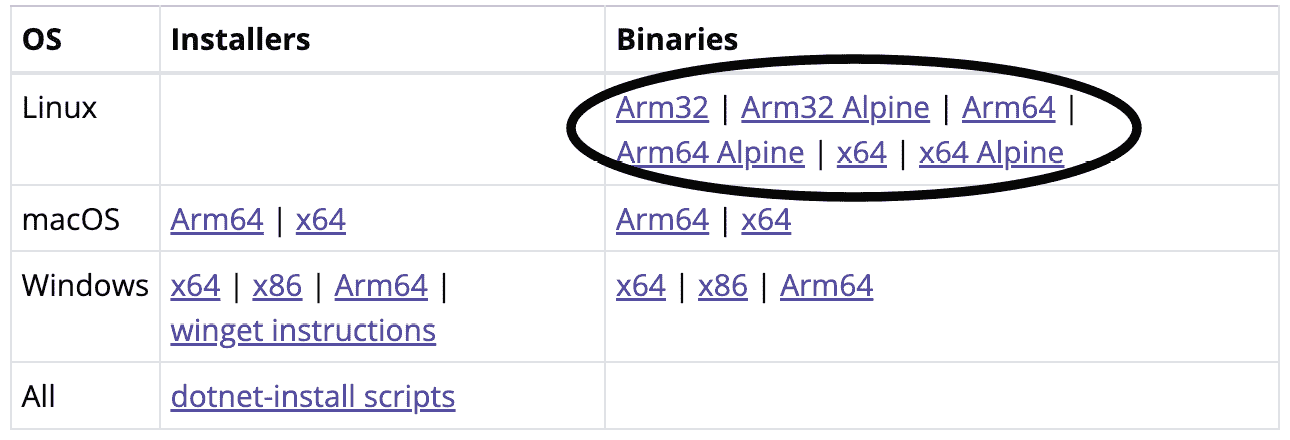 OS Installers Binaries
Linux Arm32 | Arm32 Alpine | Arm64 |
Arm64 Alpine | x64 | x64 Alpine
macOS Arm64 | x64 Arm64 | x64
Windows x64 | x86 | Arm64 | x64 | x86 | Arm64
winget instructions
All dotnet-install scripts